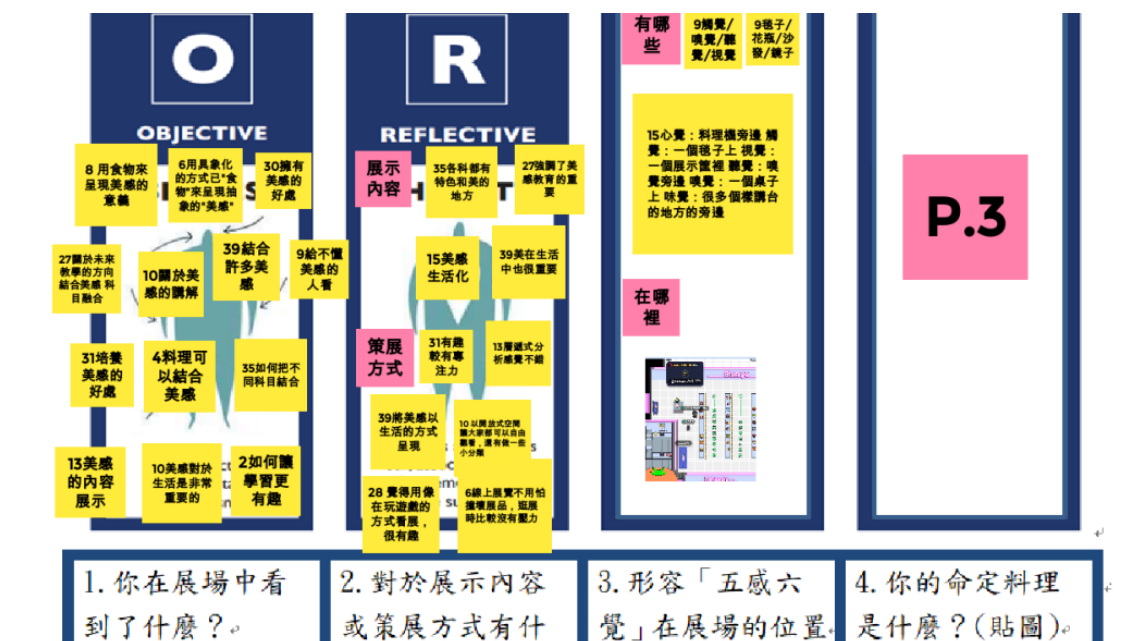 O
OBJECTIVE
8 用食物來
呈現美感的
意義
6用具象化
的方式已"食
物"來呈現抽
象的"美感"
30擁有
美感的
好處
27關於未來
教學的方向
結合美感 科
目融合
10關於美
感的講解
39結合
許多美
感
9給不懂
美感的
人看
31培養
美感的
好處
4料理可
以結合
美感
35如何把不
同科目結合
13美感
的內容
展示
10美感對於
生活是非常
重要的
2如何讓
學習更
有趣
R
REFLECTIVE
展示
內容
35各科都有
特色和美的
地方
27強調了美
感教育的重
要
15美感
生活化
39美在生活
中也很重要
策展
方式
31有趣
較有專
注力
13層遞式分
析感覺不錯
39將美感以
生活的方式
呈現
10 以開放式空間
讓大家都可以自由
觀看，還有做一些
小分類
28 覺得用像
在玩遊戲的
方式看展，
很有趣
6線上展覽不用怕
撞壞展品，逛展
時比較沒有壓力
有哪
些
9觸覺/
嗅覺/聽
覺/視覺
9毯子/
花瓶/沙
發/鏡子
15心覺：料理檯旁邊 觸
覺：一個毯子上 視覺：
一個展示筐裡 聽覺：嗅
覺旁邊 嗅覺：一個桌子
上 味覺：很多個樣講台
的地方的旁邊
在哪
裡
P.3
1.你在展場中看
到了什麼？
2.對於展示內容
或策展方式有什
3.形容「五感六
覺」在展場的位置
4.你的命定料理
是什麼？(貼圖)